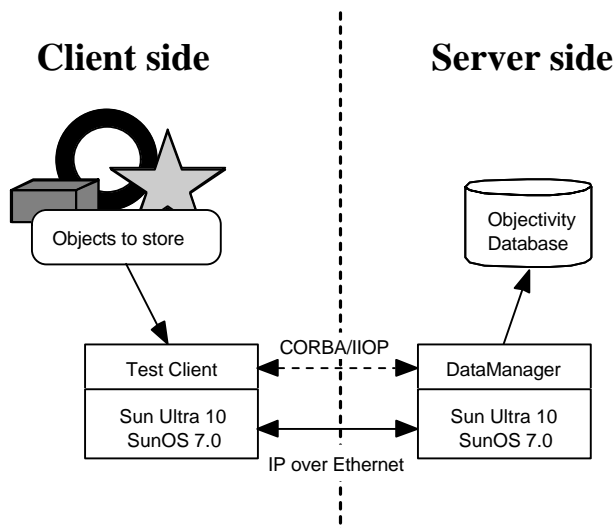 Client side
Server side
Objects to store
Objectivity
Database
CORBA/IIOP
Test Client
DataManager
Sun Ultra 10
SunOS 7.0
Sun Ultra 10
SunOS 7.0
IP over Ethernet